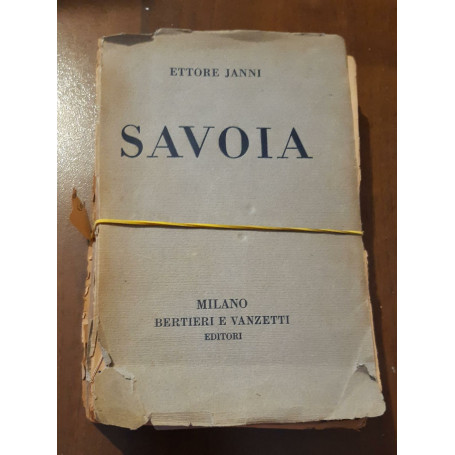 ETTORE JANNI
SAVOIA
MILANO
BERTIERI E VANZETTI
EDITORI